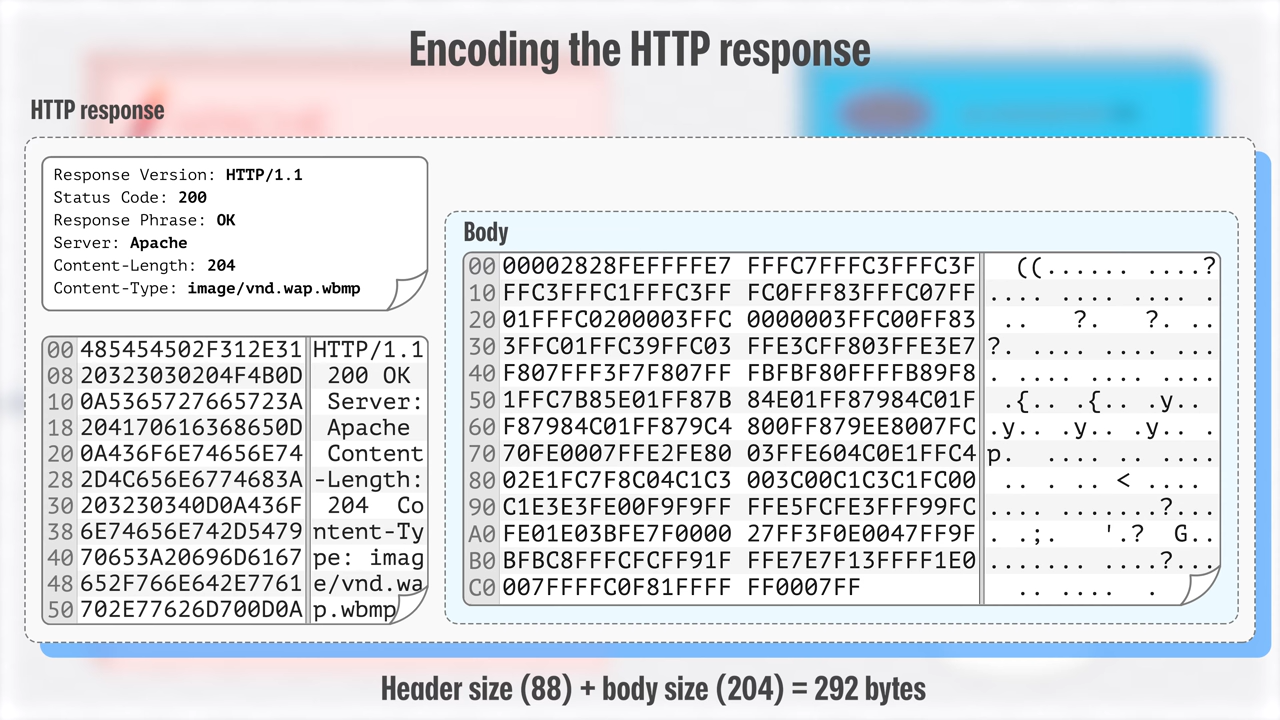 Encoding the HTTP response
HTTP response
Response Version: HTTP/1.1
Status Code: 200
Response Phrase: OK
Server: Apache
Content-Length: 204
Content-Type: image/vnd.wap.wbmp
00 485454502F312E31 HTTP/1.1
08 20323030204F4B0D 200 OK
10 0A5365727665723A Server:
18 204170616368650D Apache
20 0A436F6E74656E74 Content
28 2D4C656E6774683A -Length:
30 203230340D0A436F 204 Co
38 6E74656E742D5479 ntent-Ty
40 70653A20696D6167 pe: imag
48 652F766E642E7761 e/vnd.wa
50 702E77626D700D0A p.wbmp
Body
00 00002828FEFFFFE7 FFFC7FFFC3FFFC3F ((...... ....?
10 FFC3FFFC1FFFC3FF FC0FFF83FFFC07FF .... .... .... .
20 01FFFC0200003FFC 0000003FFC00FF83 .. ?. ?. ..
30 3FFC01FFC39FFC03 FFE3CFF803FFE3E7 ?. .... .... ...
40 F807FFF3F7F807FF FBFBF80FFFFB89F8 . .... .... ....
50 1FFC7B85E01FF87B 84E01FF87984C01F .{.. .{.. .y..
60 F87984C01FF879C4 800FF879EE8007FC .y.. .y.. .y.. .
70 70FE0007FFE2FE80 03FFE604C0E1FFC4 p. .... .. ....
80 02E1FC7F8C04C1C3 003C00C1C3C1FC00 .. . .. < ....
90 C1E3E3FE00F9F9FF FFE5FCFE3FFF99FC .... .......?...
A0 FE01E03BFE7F0000 27FF3F0E0047FF9F . .;. '.? G..
B0 BFBC8FFFCFCFF91F FFE7E7F13FFFF1E0 ....... ....?...
C0 007FFFFC0F81FFFF FF0007FF .. .... .
Header size (88) + body size (204) = 292 bytes